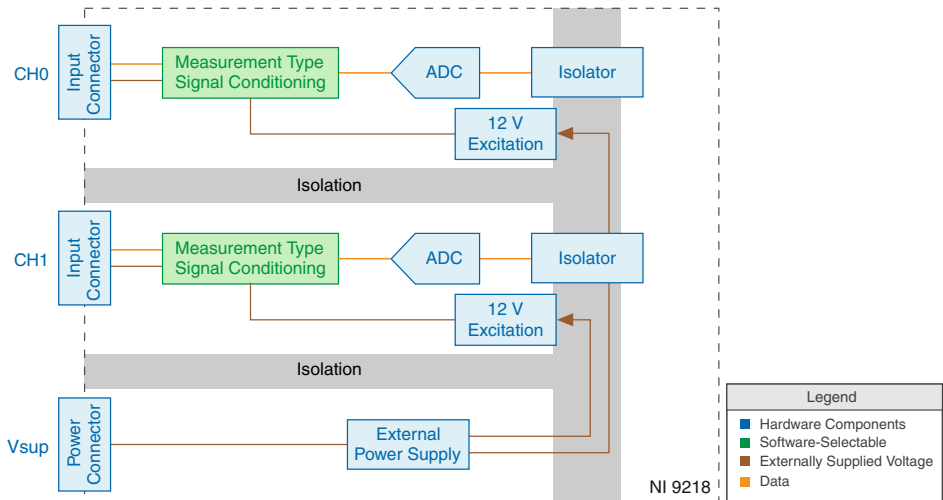 CH0
Input
Connector
Measurement Type
Signal Conditioning
ADC
Isolator
12 V
Excitation
Isolation
CH1
Input
Connector
Measurement Type
Signal Conditioning
ADC
Isolator
12 V
Excitation
Isolation
Vsup
Power
Connector
External
Power Supply
NI 9218
Legend
Hardware Components
Software-Selectable
Externally Supplied Voltage
Data